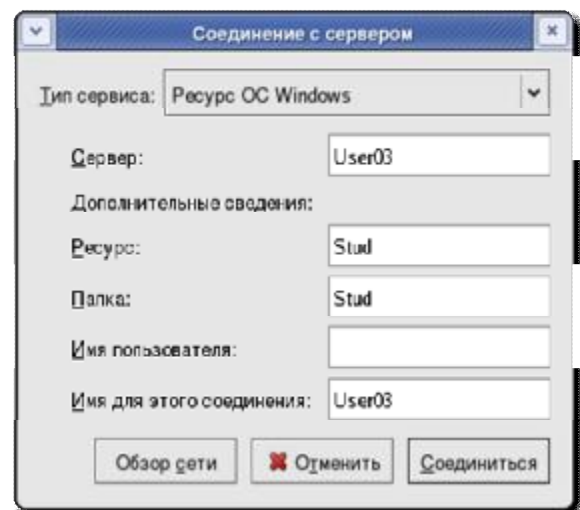 Соединение с сервером
Тип сервиса: Ресурс ОС Windows
Сервер: User03
Дополнительные сведения:
Ресурс: Stud
Папка: Stud
Имя пользователя:
Имя для этого соединения: User03
Обзор сети Отменить Соединиться